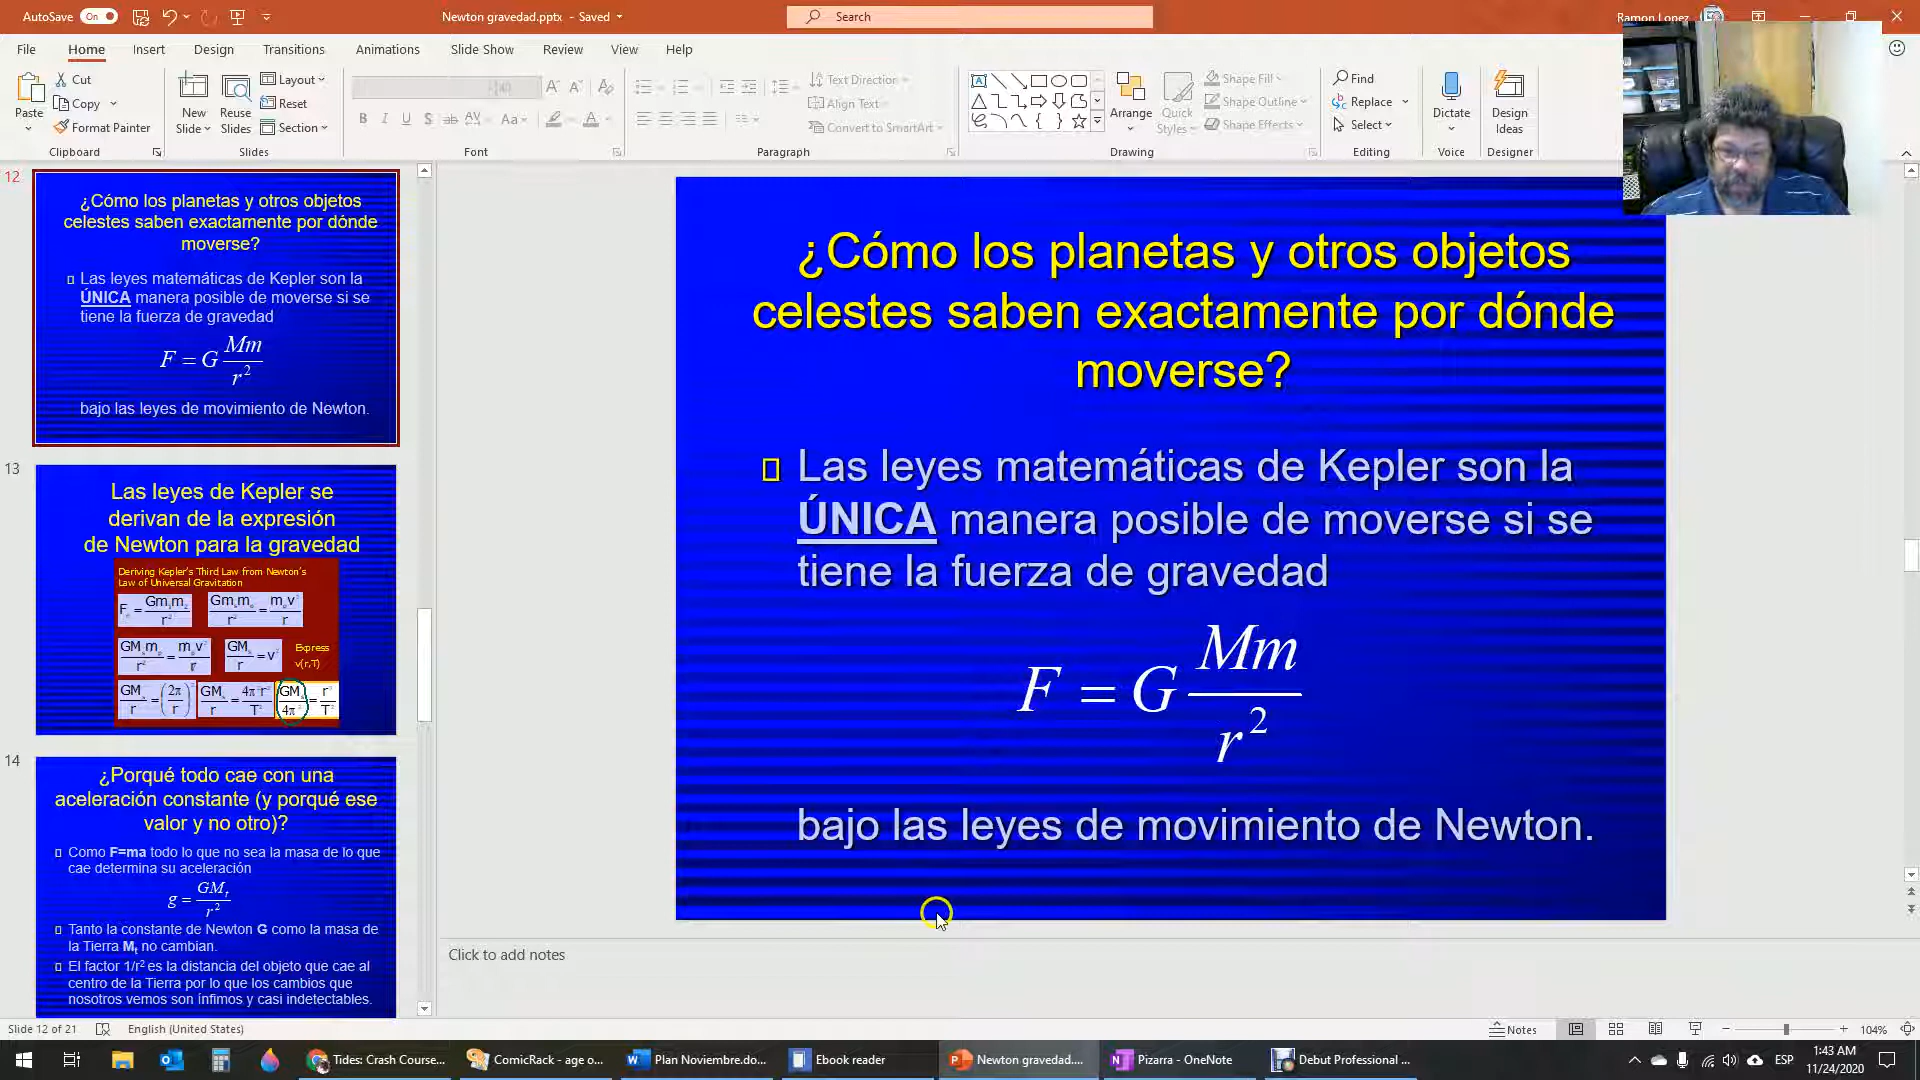 AutoSave On
Newton gravedad.pptx - Saved
Search
Ramon Lopez
File Home Insert Design Transitions Animations Slide Show Review View Help
Paste
Cut
Copy
Format Painter
Clipboard
New Slide
Reuse Slides
Layout
Reset
Section
Slides
B I U S ab AV Aa A
Font
Text Direction
Align Text
Convert to SmartArt
Paragraph
Arrange
Quick Styles
Shape Fill
Shape Outline
Shape Effects
Drawing
Find
Replace
Select
Editing
Dictate
Voice
Design Ideas
Designer
12
¿Cómo los planetas y otros objetos
celestes saben exactamente por dónde
moverse?
Las leyes matemáticas de Kepler son la
ÚNICA manera posible de moverse si se
tiene la fuerza de gravedad
F = G Mm / r²
bajo las leyes de movimiento de Newton.
13
Las leyes de Kepler se
derivan de la expresión
de Newton para la gravedad
Deriving Kepler's Third Law from Newton's
Law of Universal Gravitation
Express
v(r,T)
14
¿Porqué todo cae con una
aceleración constante (y porqué ese
valor y no otro)?
Como F=ma todo lo que no sea la masa de lo que
cae determina su aceleración
g = GMt / r²
Tanto la constante de Newton G como la masa de
la Tierra Mt no cambian.
El factor 1/r² es la distancia del objeto que cae al
centro de la Tierra por lo que los cambios que
nosotros vemos son ínfimos y casi indetectables.
¿Cómo los planetas y otros objetos
celestes saben exactamente por dónde
moverse?
Las leyes matemáticas de Kepler son la
ÚNICA manera posible de moverse si se
tiene la fuerza de gravedad
F = G Mm / r²
bajo las leyes de movimiento de Newton.
Click to add notes
Slide 12 of 21
English (United States)
Notes
104%
Tides: Crash Course...
ComicRack - age o...
Plan Noviembre.do...
Ebook reader
Newton gravedad....
Pizarra - OneNote
Debut Professional ...
ESP
1:43 AM
11/24/2020